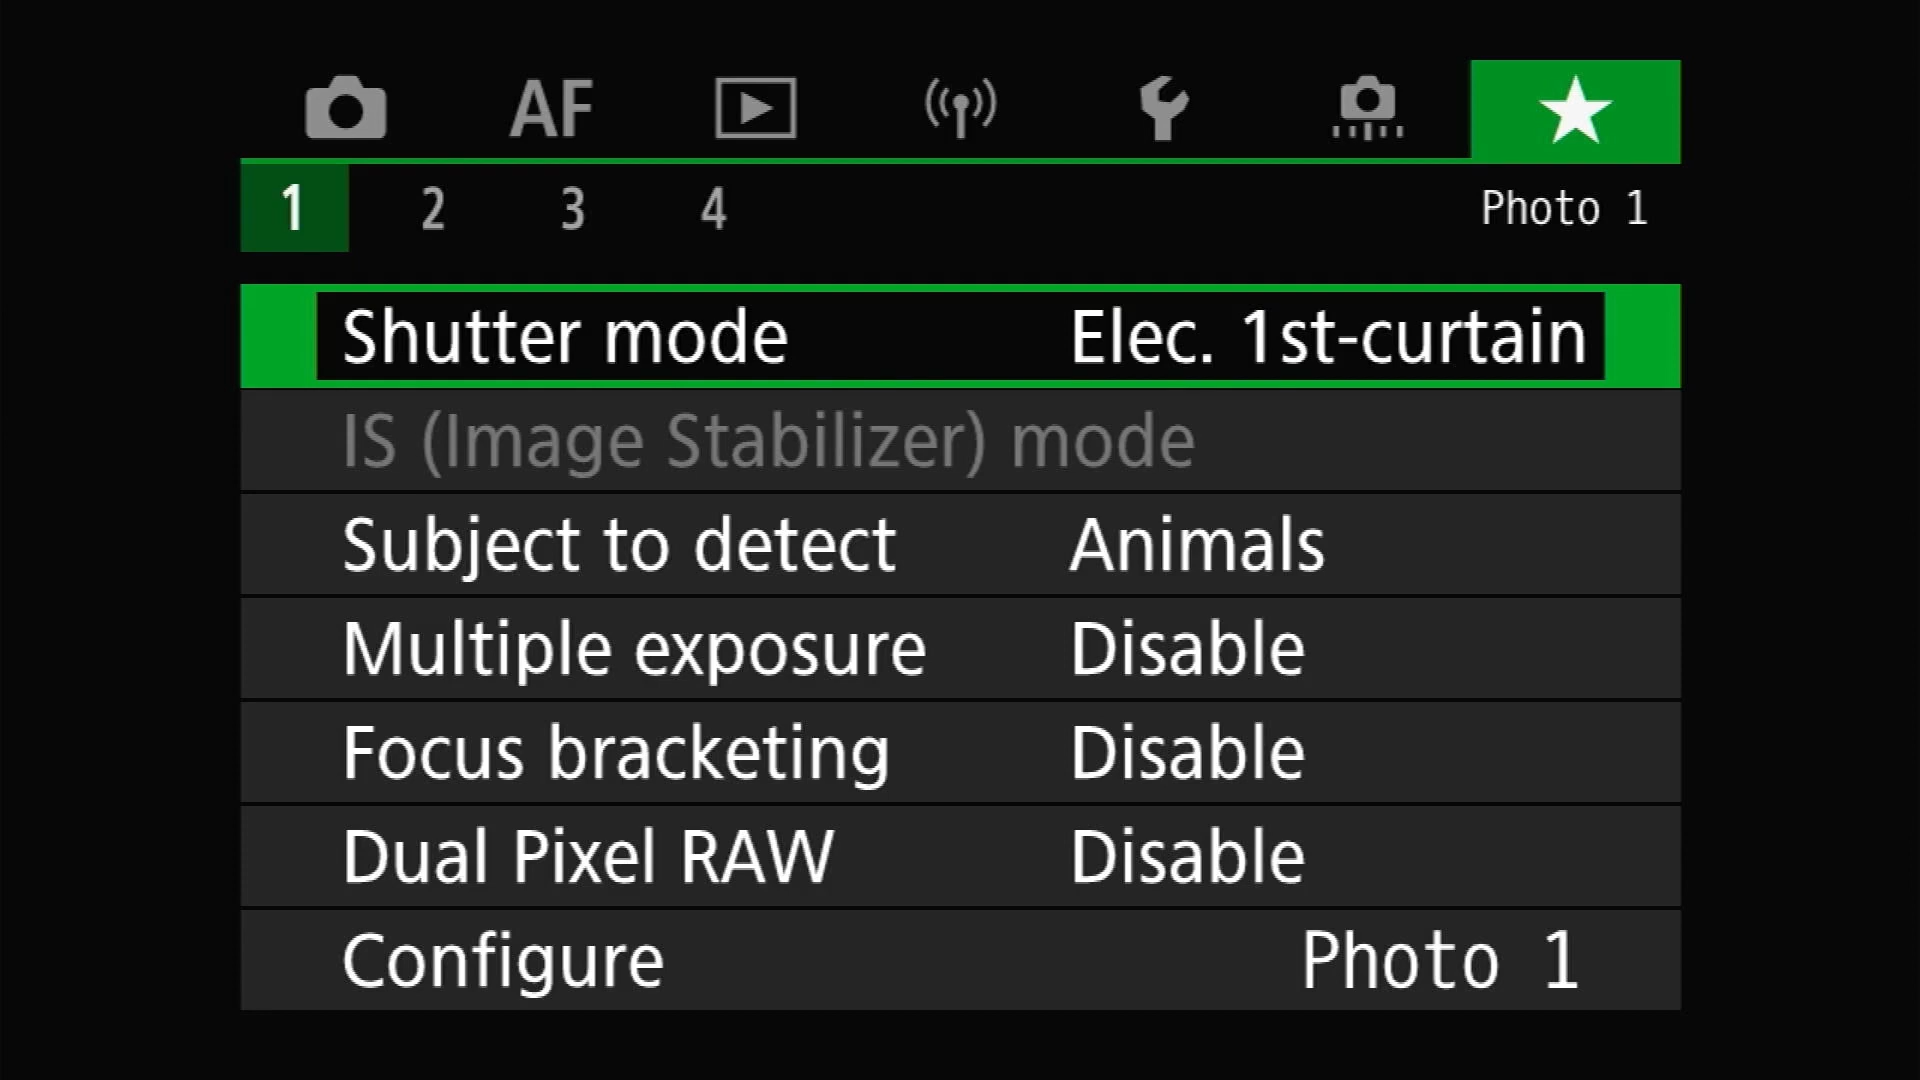 AF
1 2 3 4 Photo 1
Shutter mode Elec. 1st-curtain
IS (Image Stabilizer) mode
Subject to detect Animals
Multiple exposure Disable
Focus bracketing Disable
Dual Pixel RAW Disable
Configure Photo 1